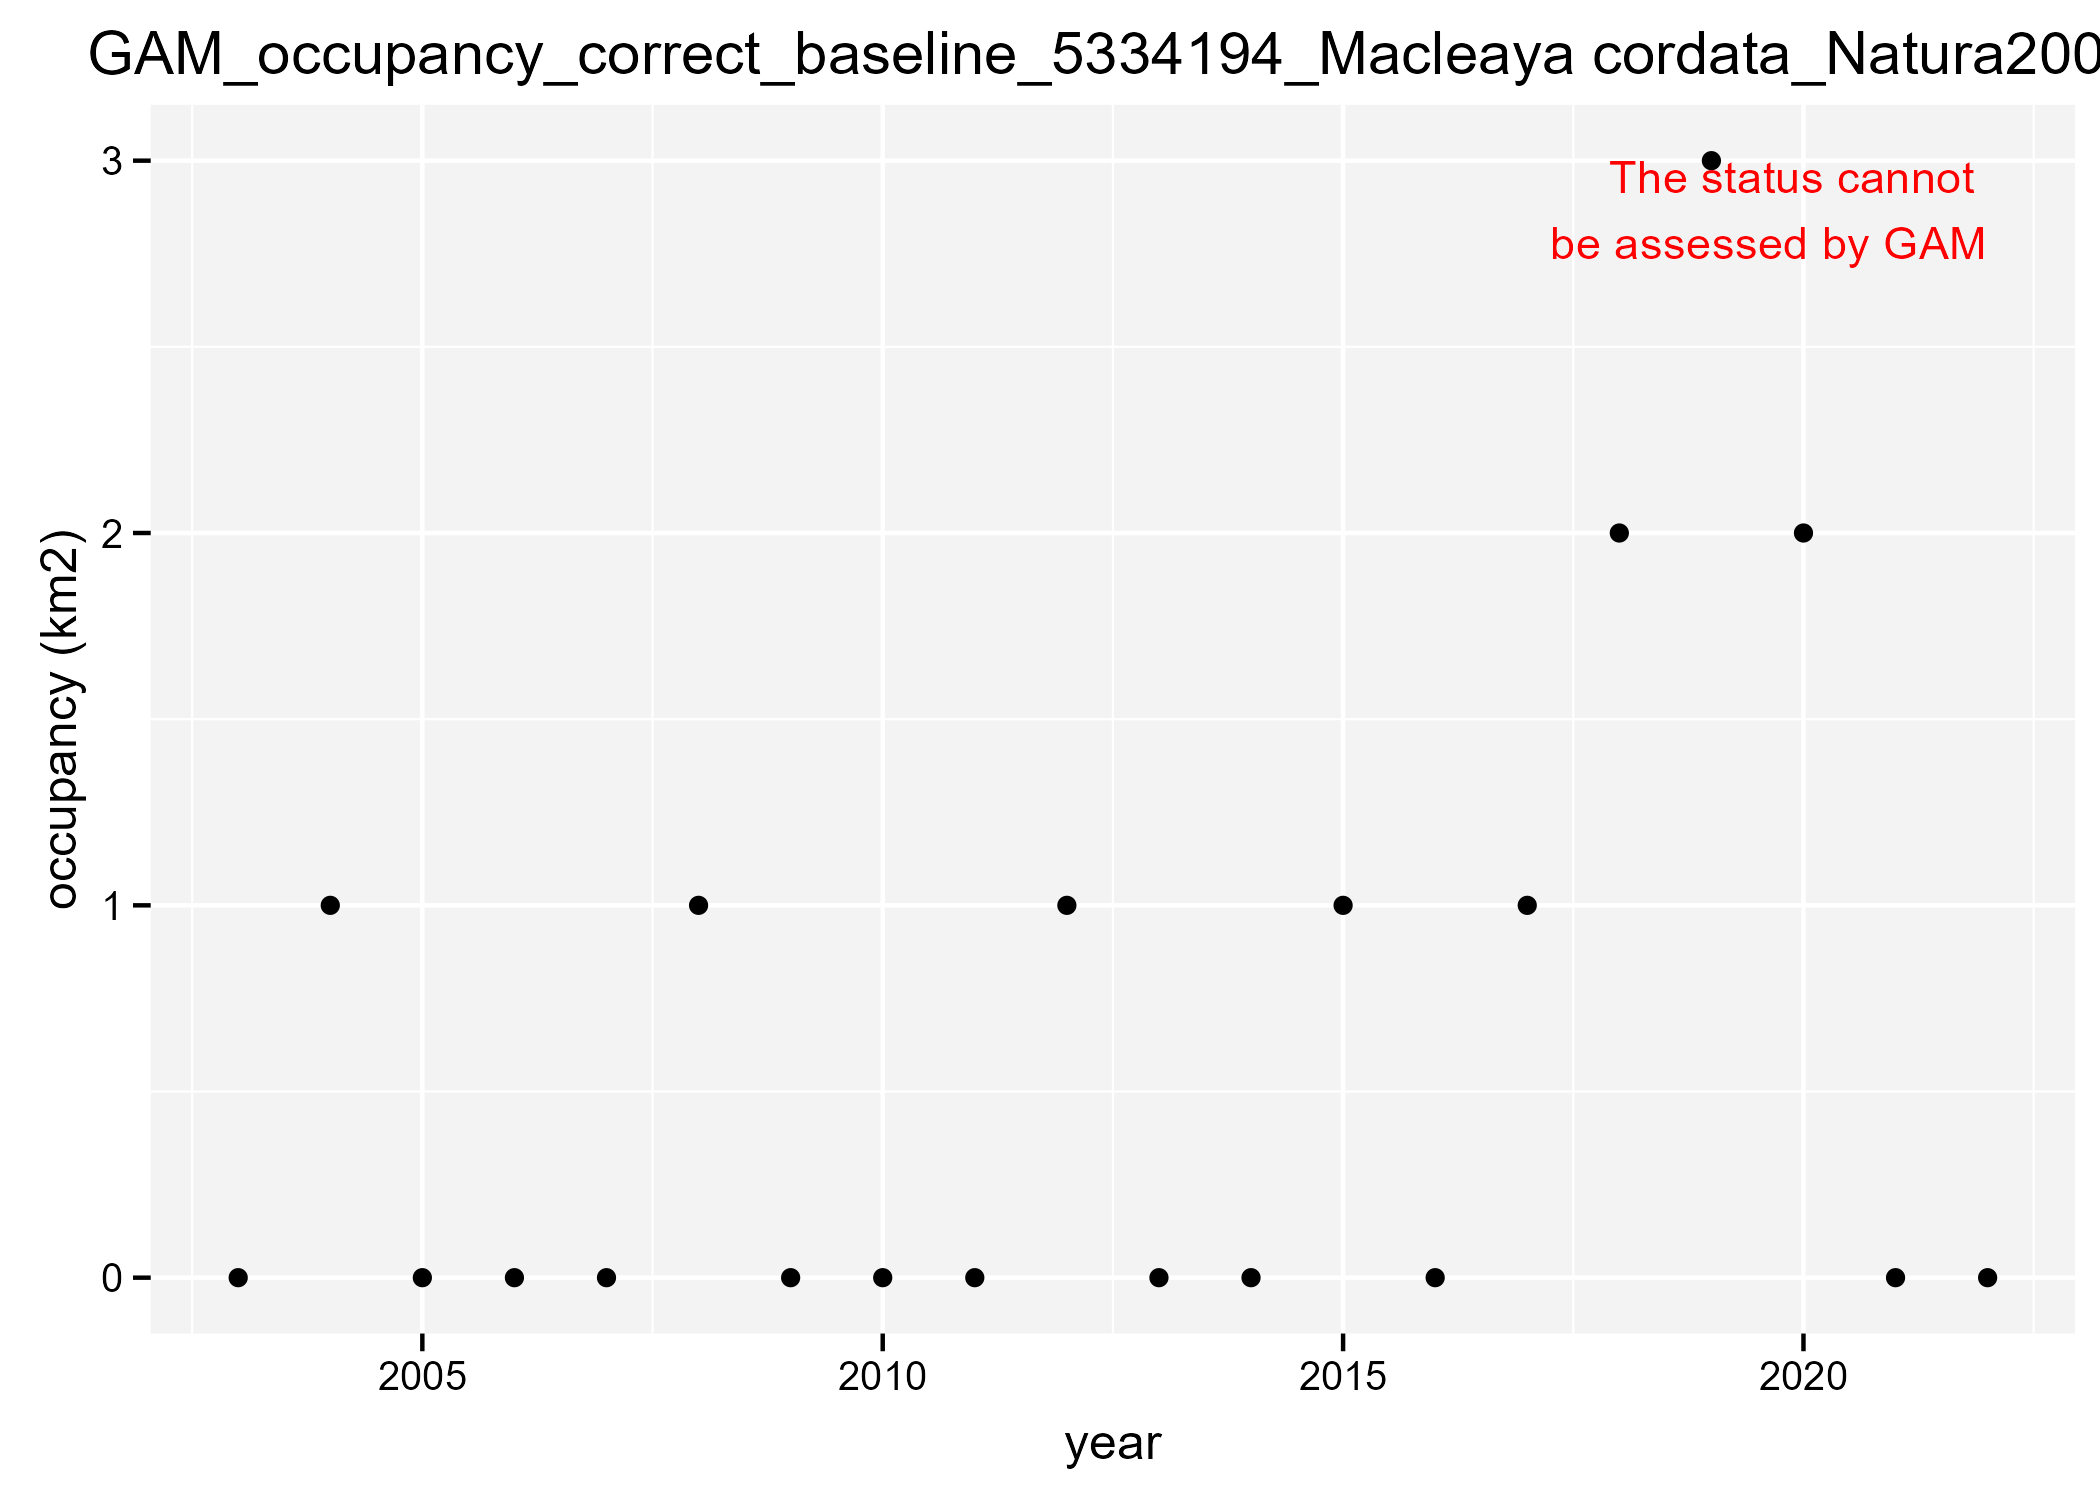 GAM_occupancy_correct_baseline_5334194_Macleaya cordata_Natura200
3
The status cannot
be assessed by GAM
2
occupancy (km2)
1
0
2005 2010 2015 2020
year